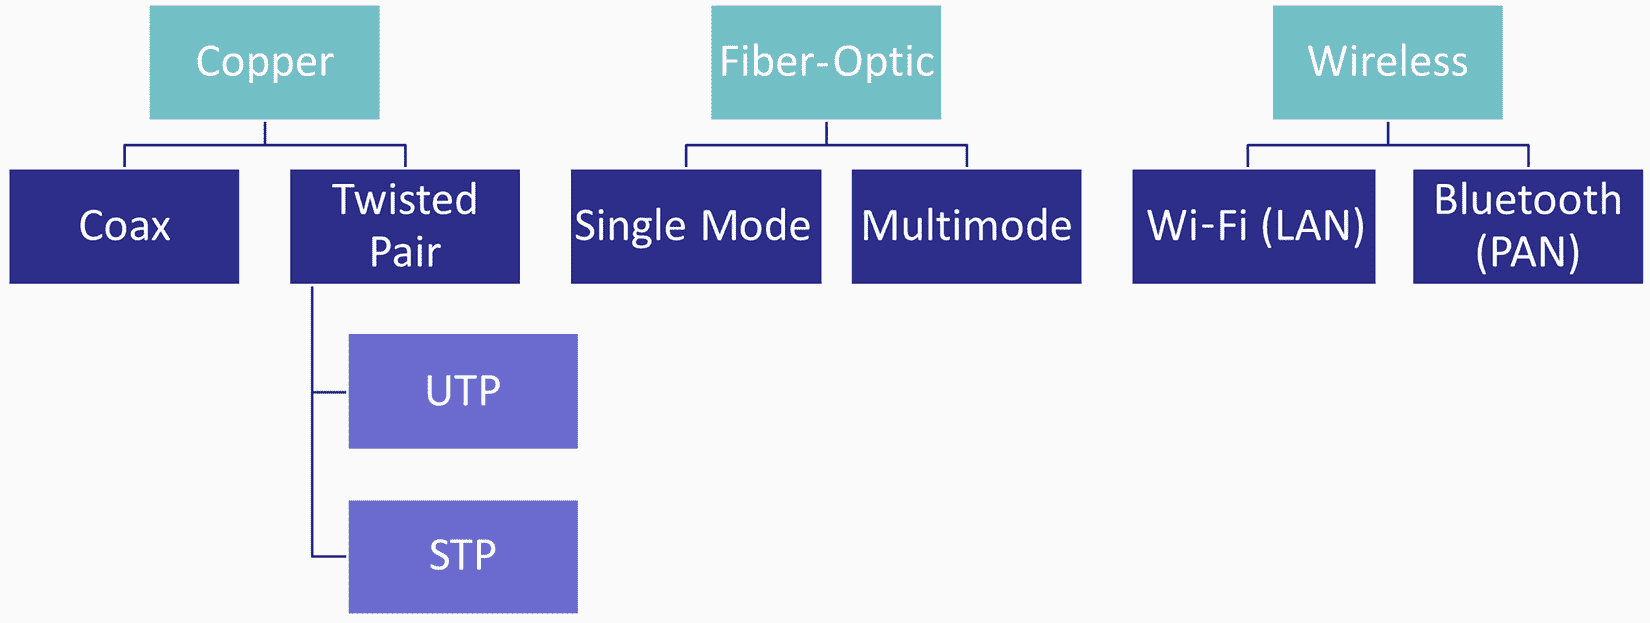 Copper
Fiber-Optic
Wireless
Coax
Twisted
Pair
Single Mode
Multimode
Wi-Fi (LAN)
Bluetooth
(PAN)
UTP
STP